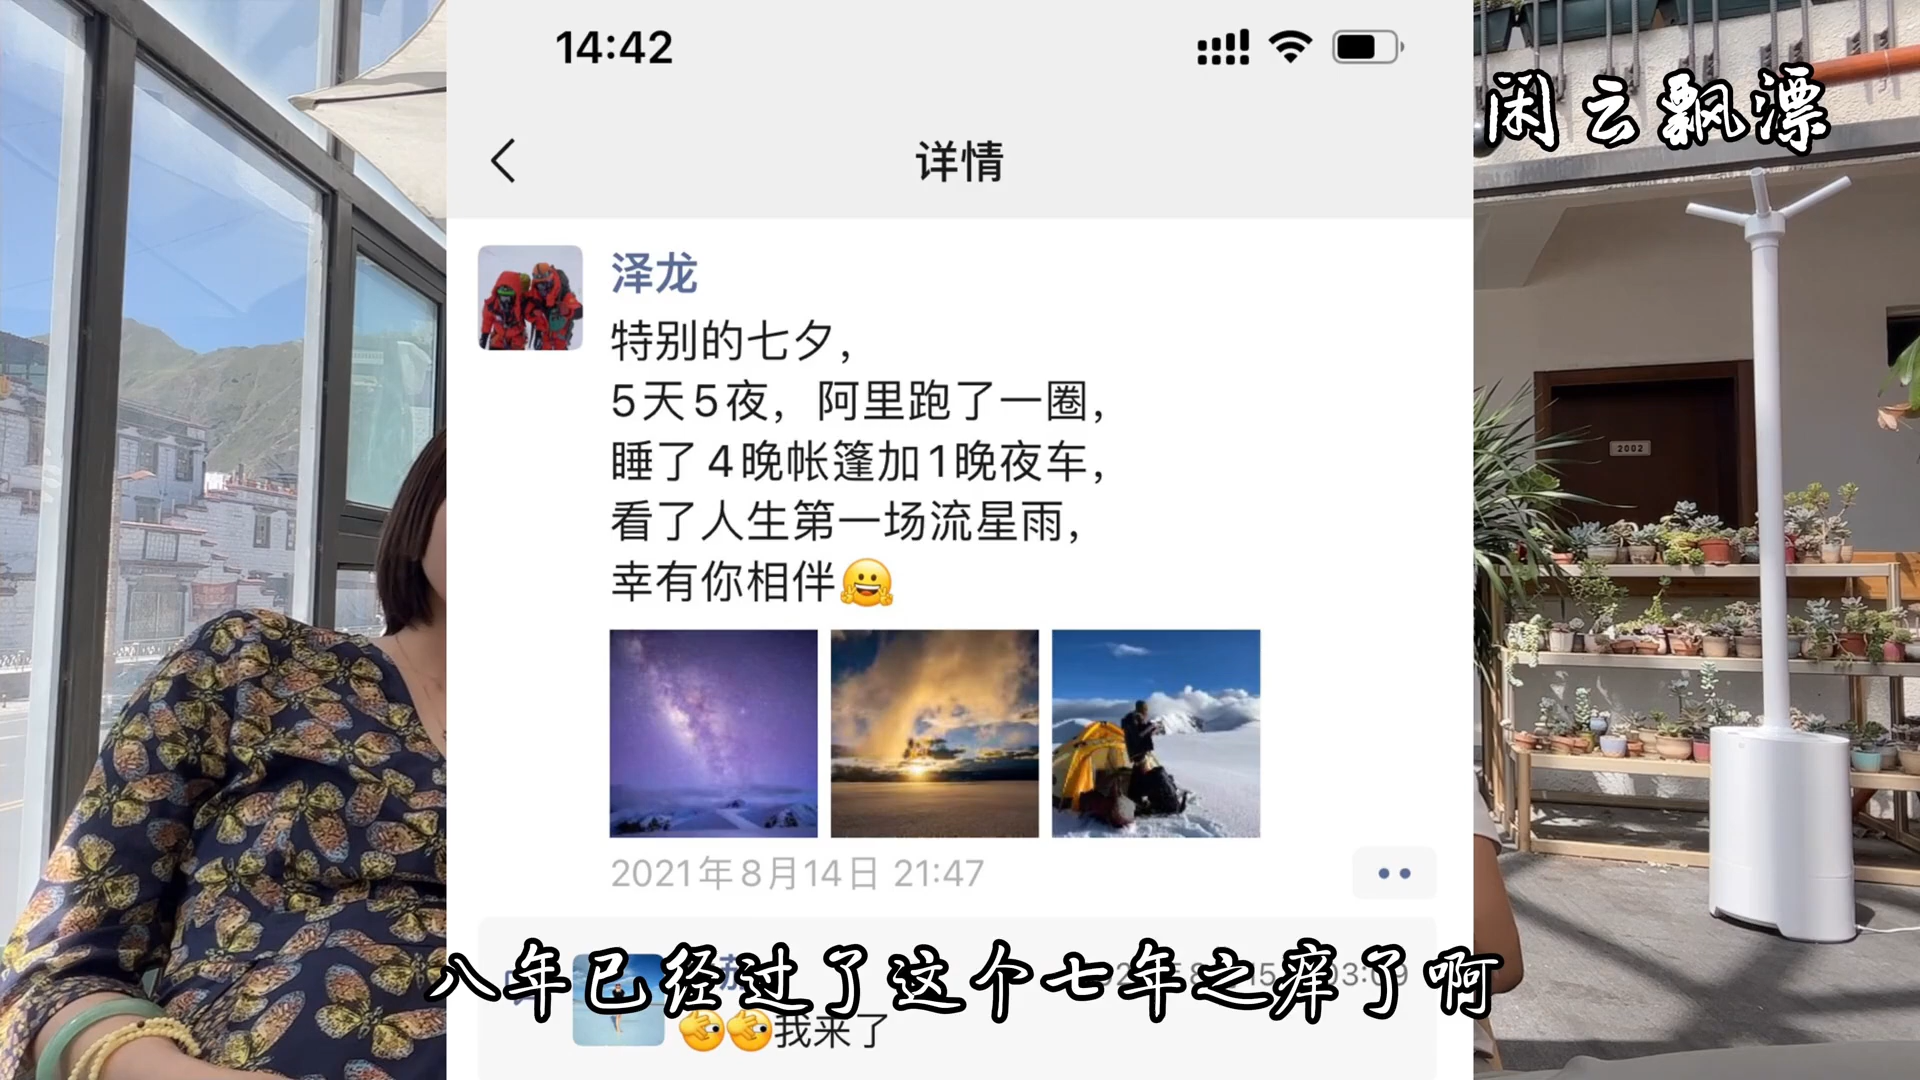 14:42
闲云飘漂
详情
泽龙
特别的七夕，
5天5夜，阿里跑了一圈，
睡了4晚帐篷加1晚夜车，
看了人生第一场流星雨，
幸有你相伴
2002
2021年8月14日 21:47
八年已经过了这个七年之痒了啊
我来了